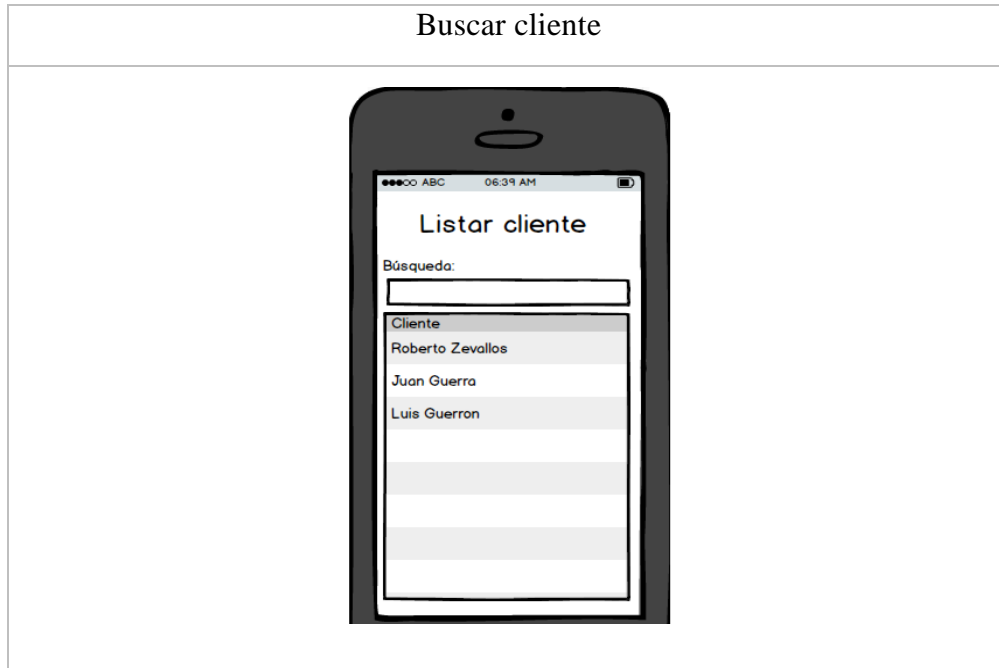 Buscar cliente
ABC 06:39 AM
Listar cliente
Búsqueda:
Cliente
Roberto Zevallos
Juan Guerra
Luis Guerron